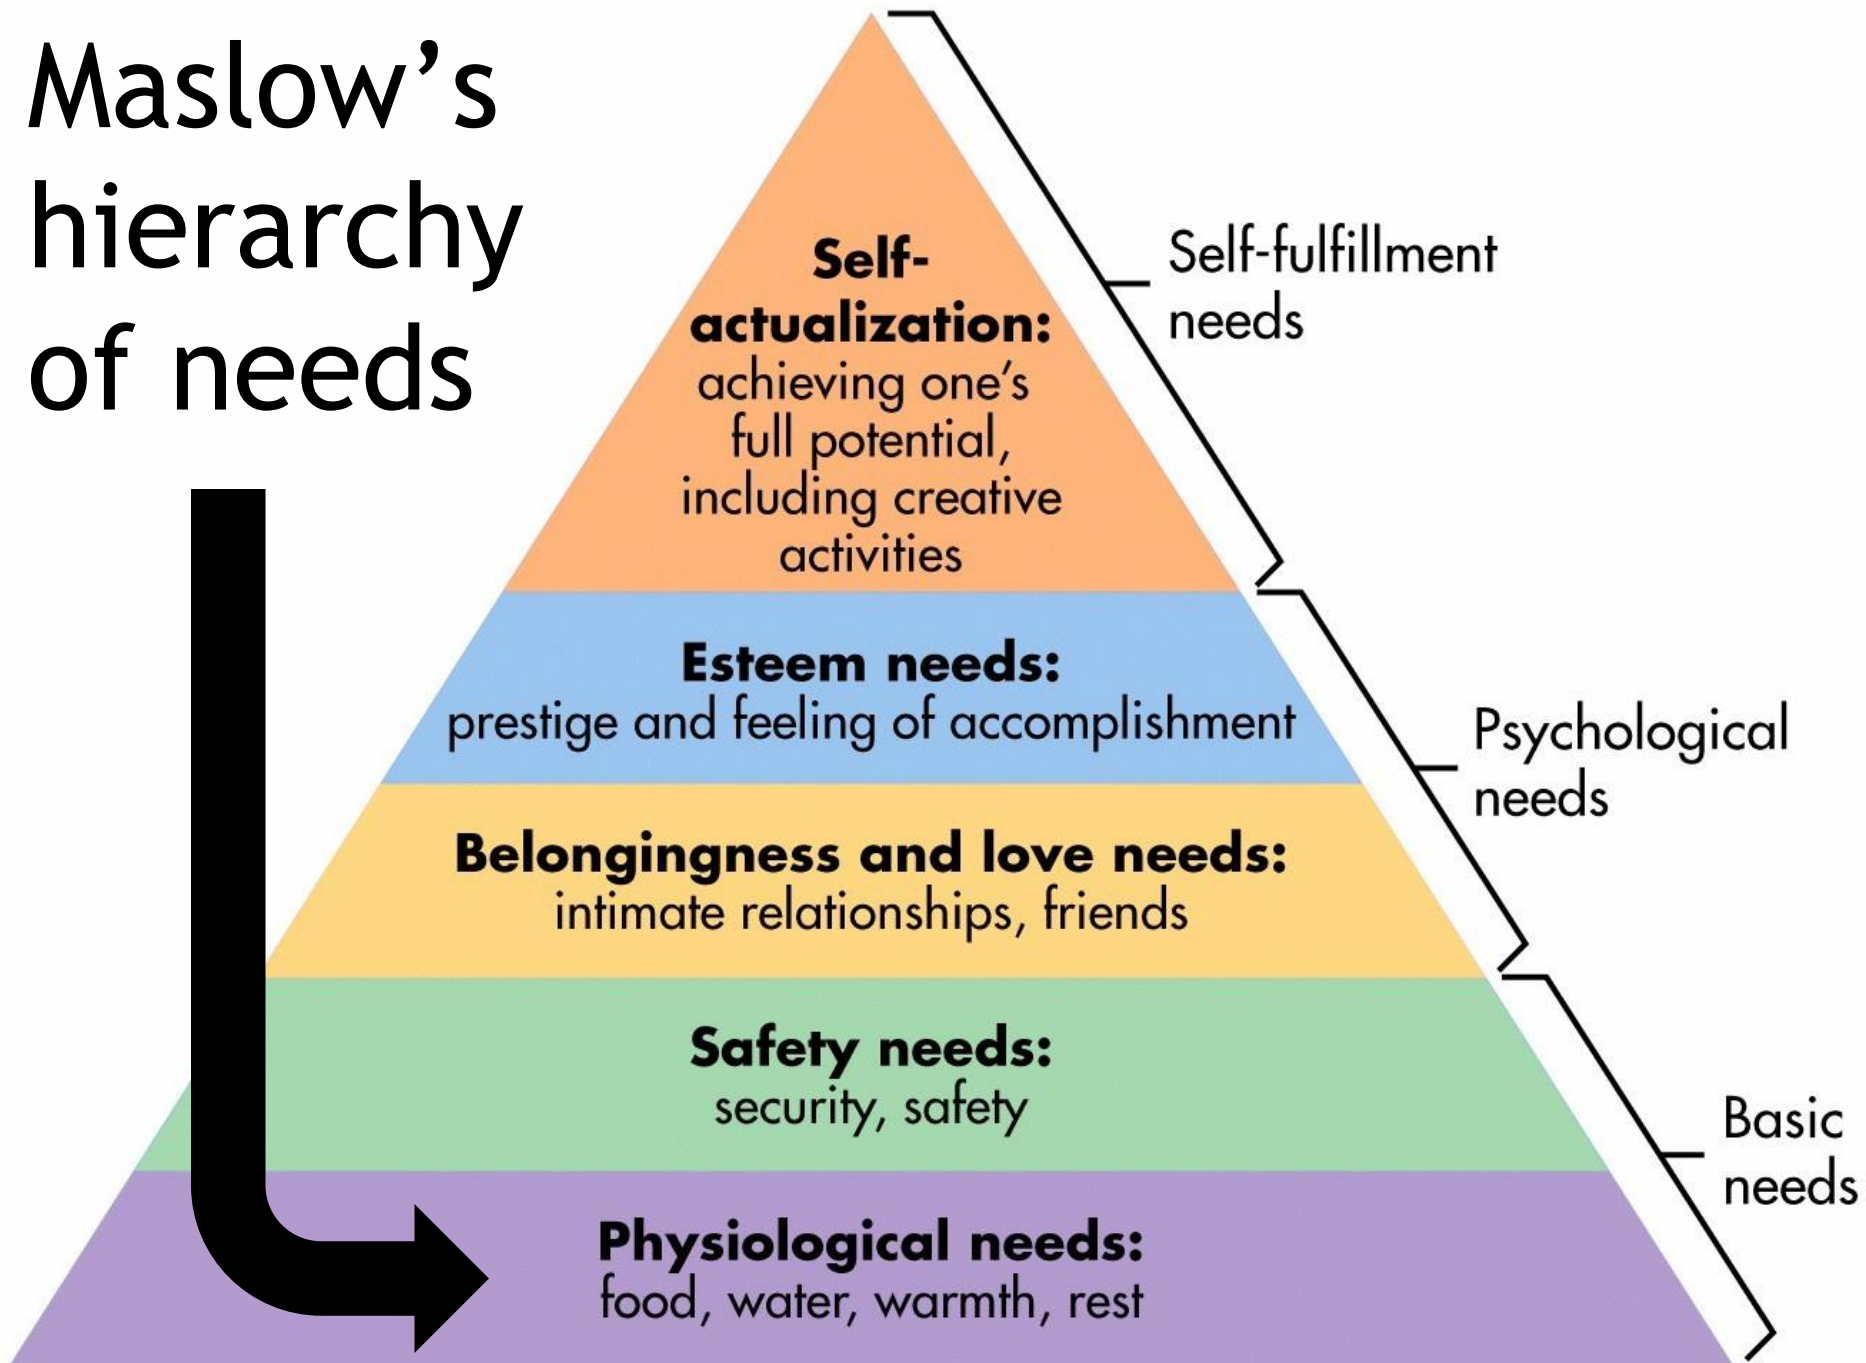 Maslow’s
hierarchy
of needs
Self-
actualization:
achieving one’s
full potential,
including creative
activities
Self-fulfillment
needs
Esteem needs:
prestige and feeling of accomplishment
Psychological
needs
Belongingness and love needs:
intimate relationships, friends
Safety needs:
security, safety
Basic
needs
Physiological needs:
food, water, warmth, rest